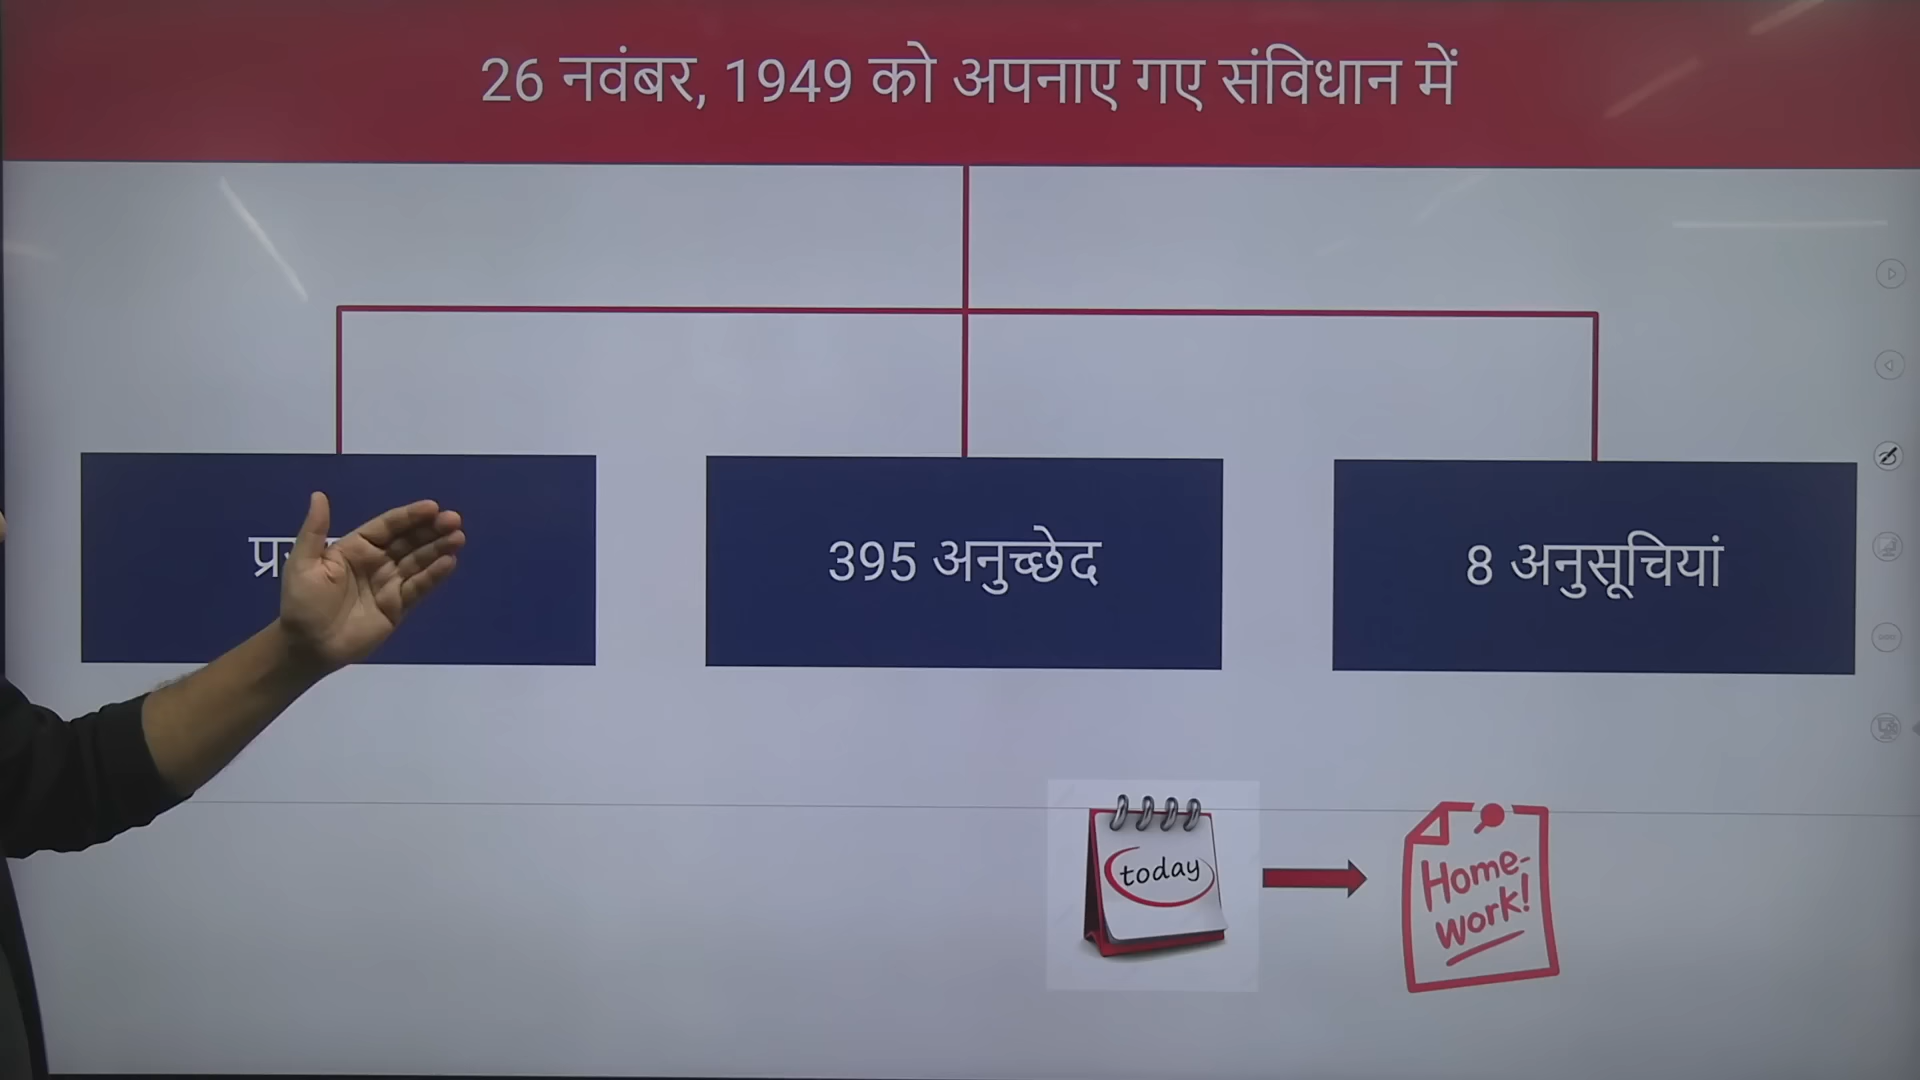 26 नवंबर, 1949 को अपनाए गए संविधान में
395 अनुच्छेद
8 अनुसूचियां
today
Home-
work!